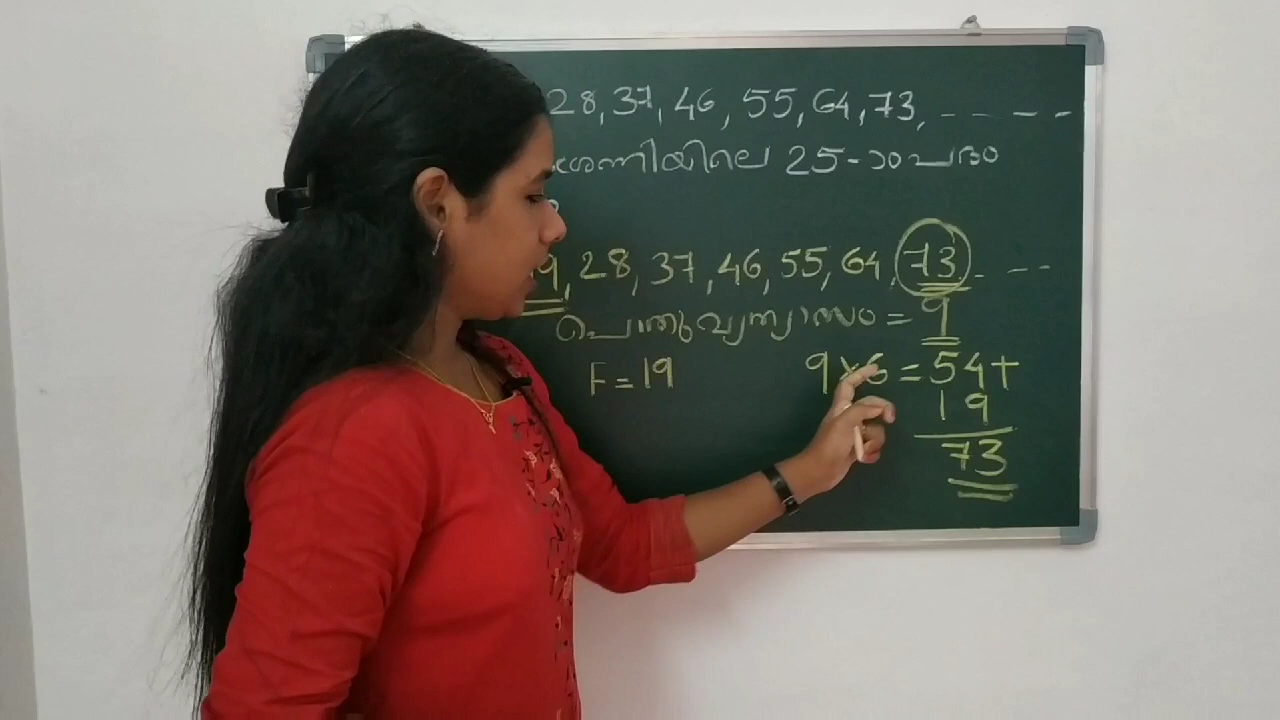 28, 37, 46, 55, 64, 73, - - - -
ശ്രേണിയിലെ 25-ാം പദം
19, 28, 37, 46, 55, 64, 73 - - -
പൊതുവ്യത്യാസം = 9
F = 19 9 × 6 = 54 +
19
73